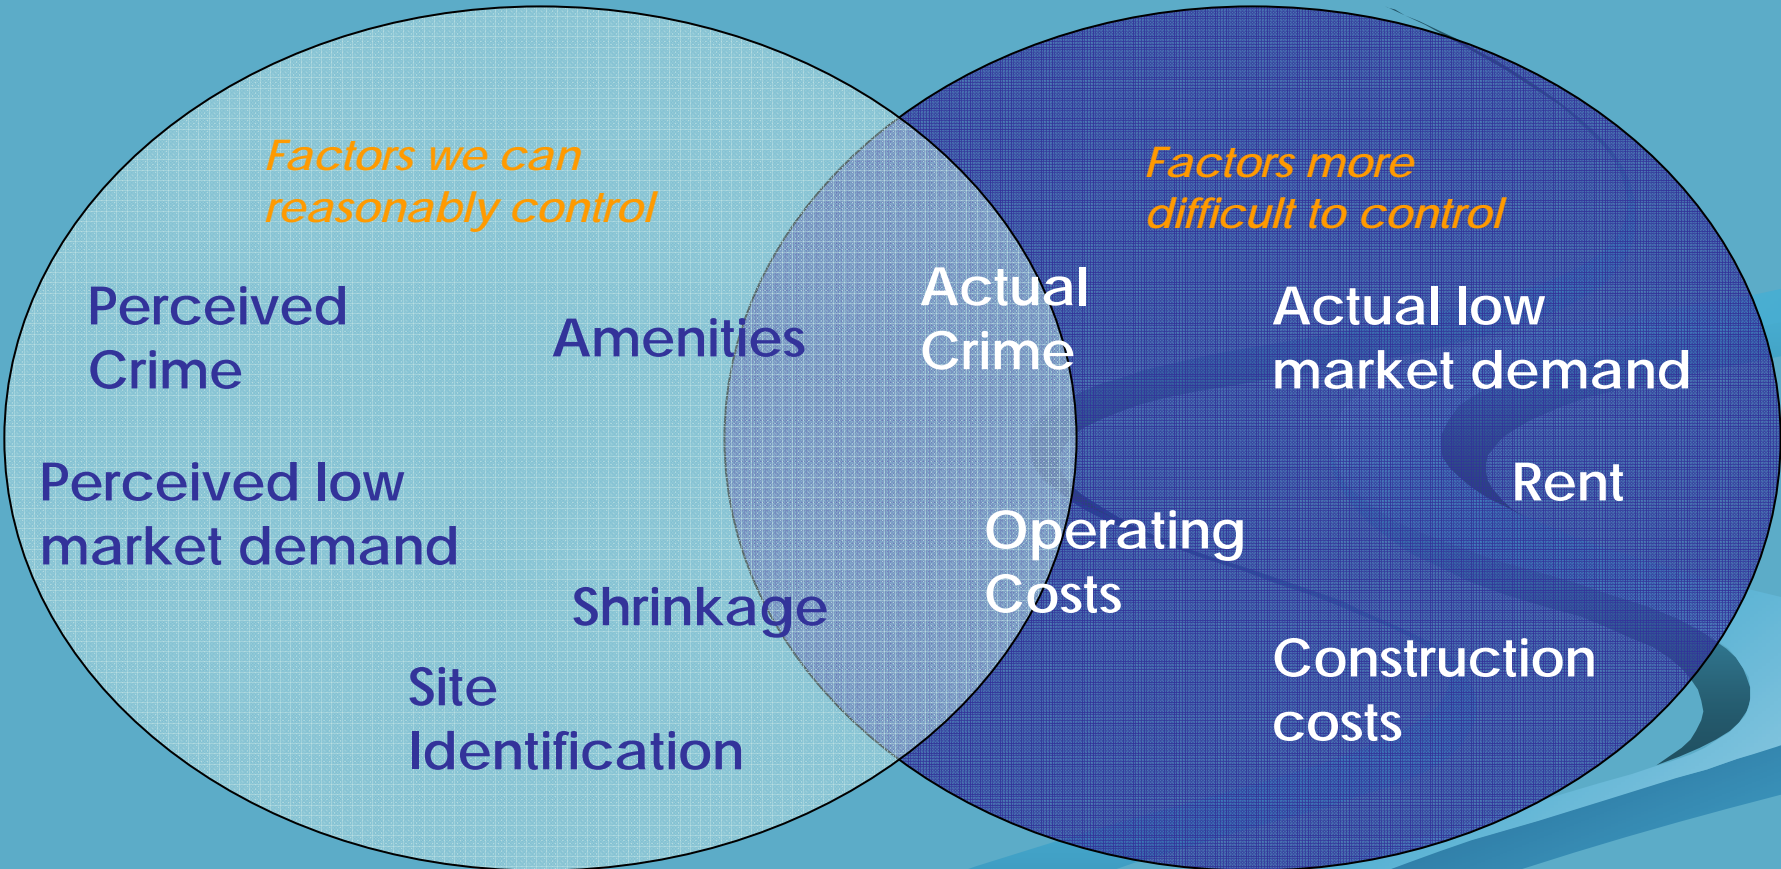 Factors we can
reasonably control
Factors more
difficult to control
Perceived
Crime
Amenities
Actual
Crime
Actual low
market demand
Perceived low
market demand
Rent
Operating
Costs
Shrinkage
Site
Identification
Construction
costs